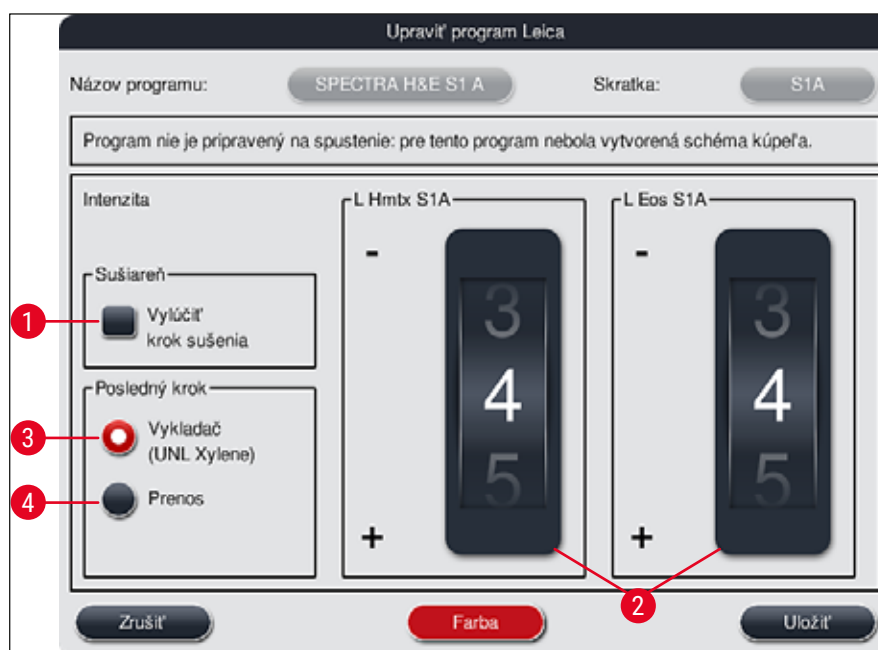 Upraviť program Leica
Názov programu: SPECTRA H&E S1 A Skratka: S1A
Program nie je pripravený na spustenie: pre tento program nebola vytvorená schéma kúpeľa.
Intenzita
L Hmtx S1A
L Eos S1A
-
-
Sušiareň
1
Vylúčiť
krok sušenia
3
4
5
3
4
5
Posledný krok
3
Vykladač
(UNL Xylene)
4
Prenos
+
+
2
Zrušiť Farba Uložiť